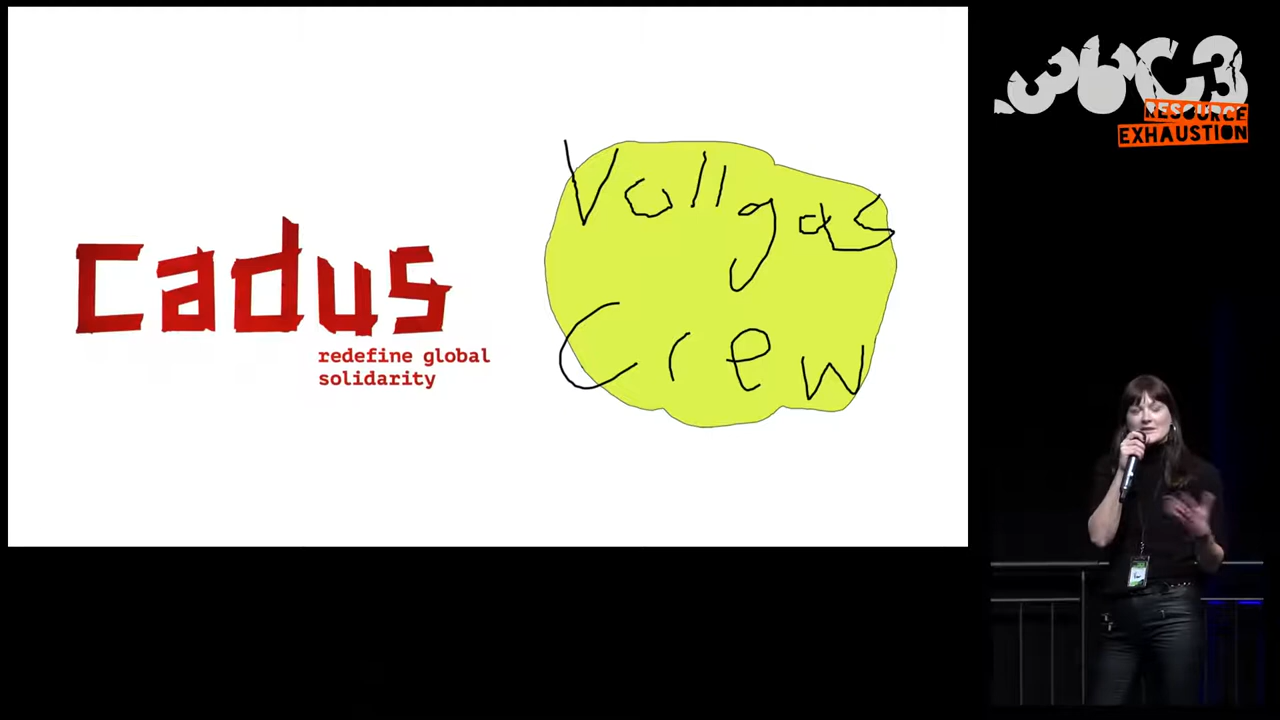 cadus
redefine global
solidarity
Vollgas
Crew
36C3
RESOURCE
EXHAUSTION